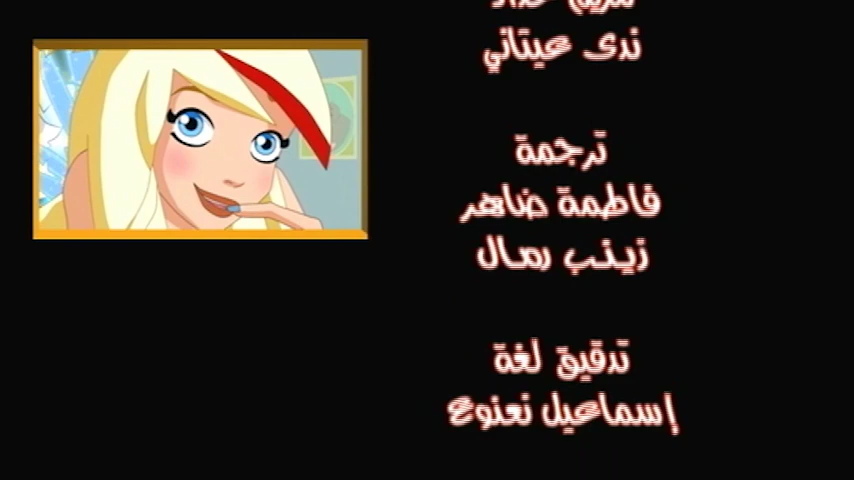 ندى عيتاني
ترجمة
فاطمة ضاهر
زينب رمال
تدقيق لغة
إسماعيل نعنوع